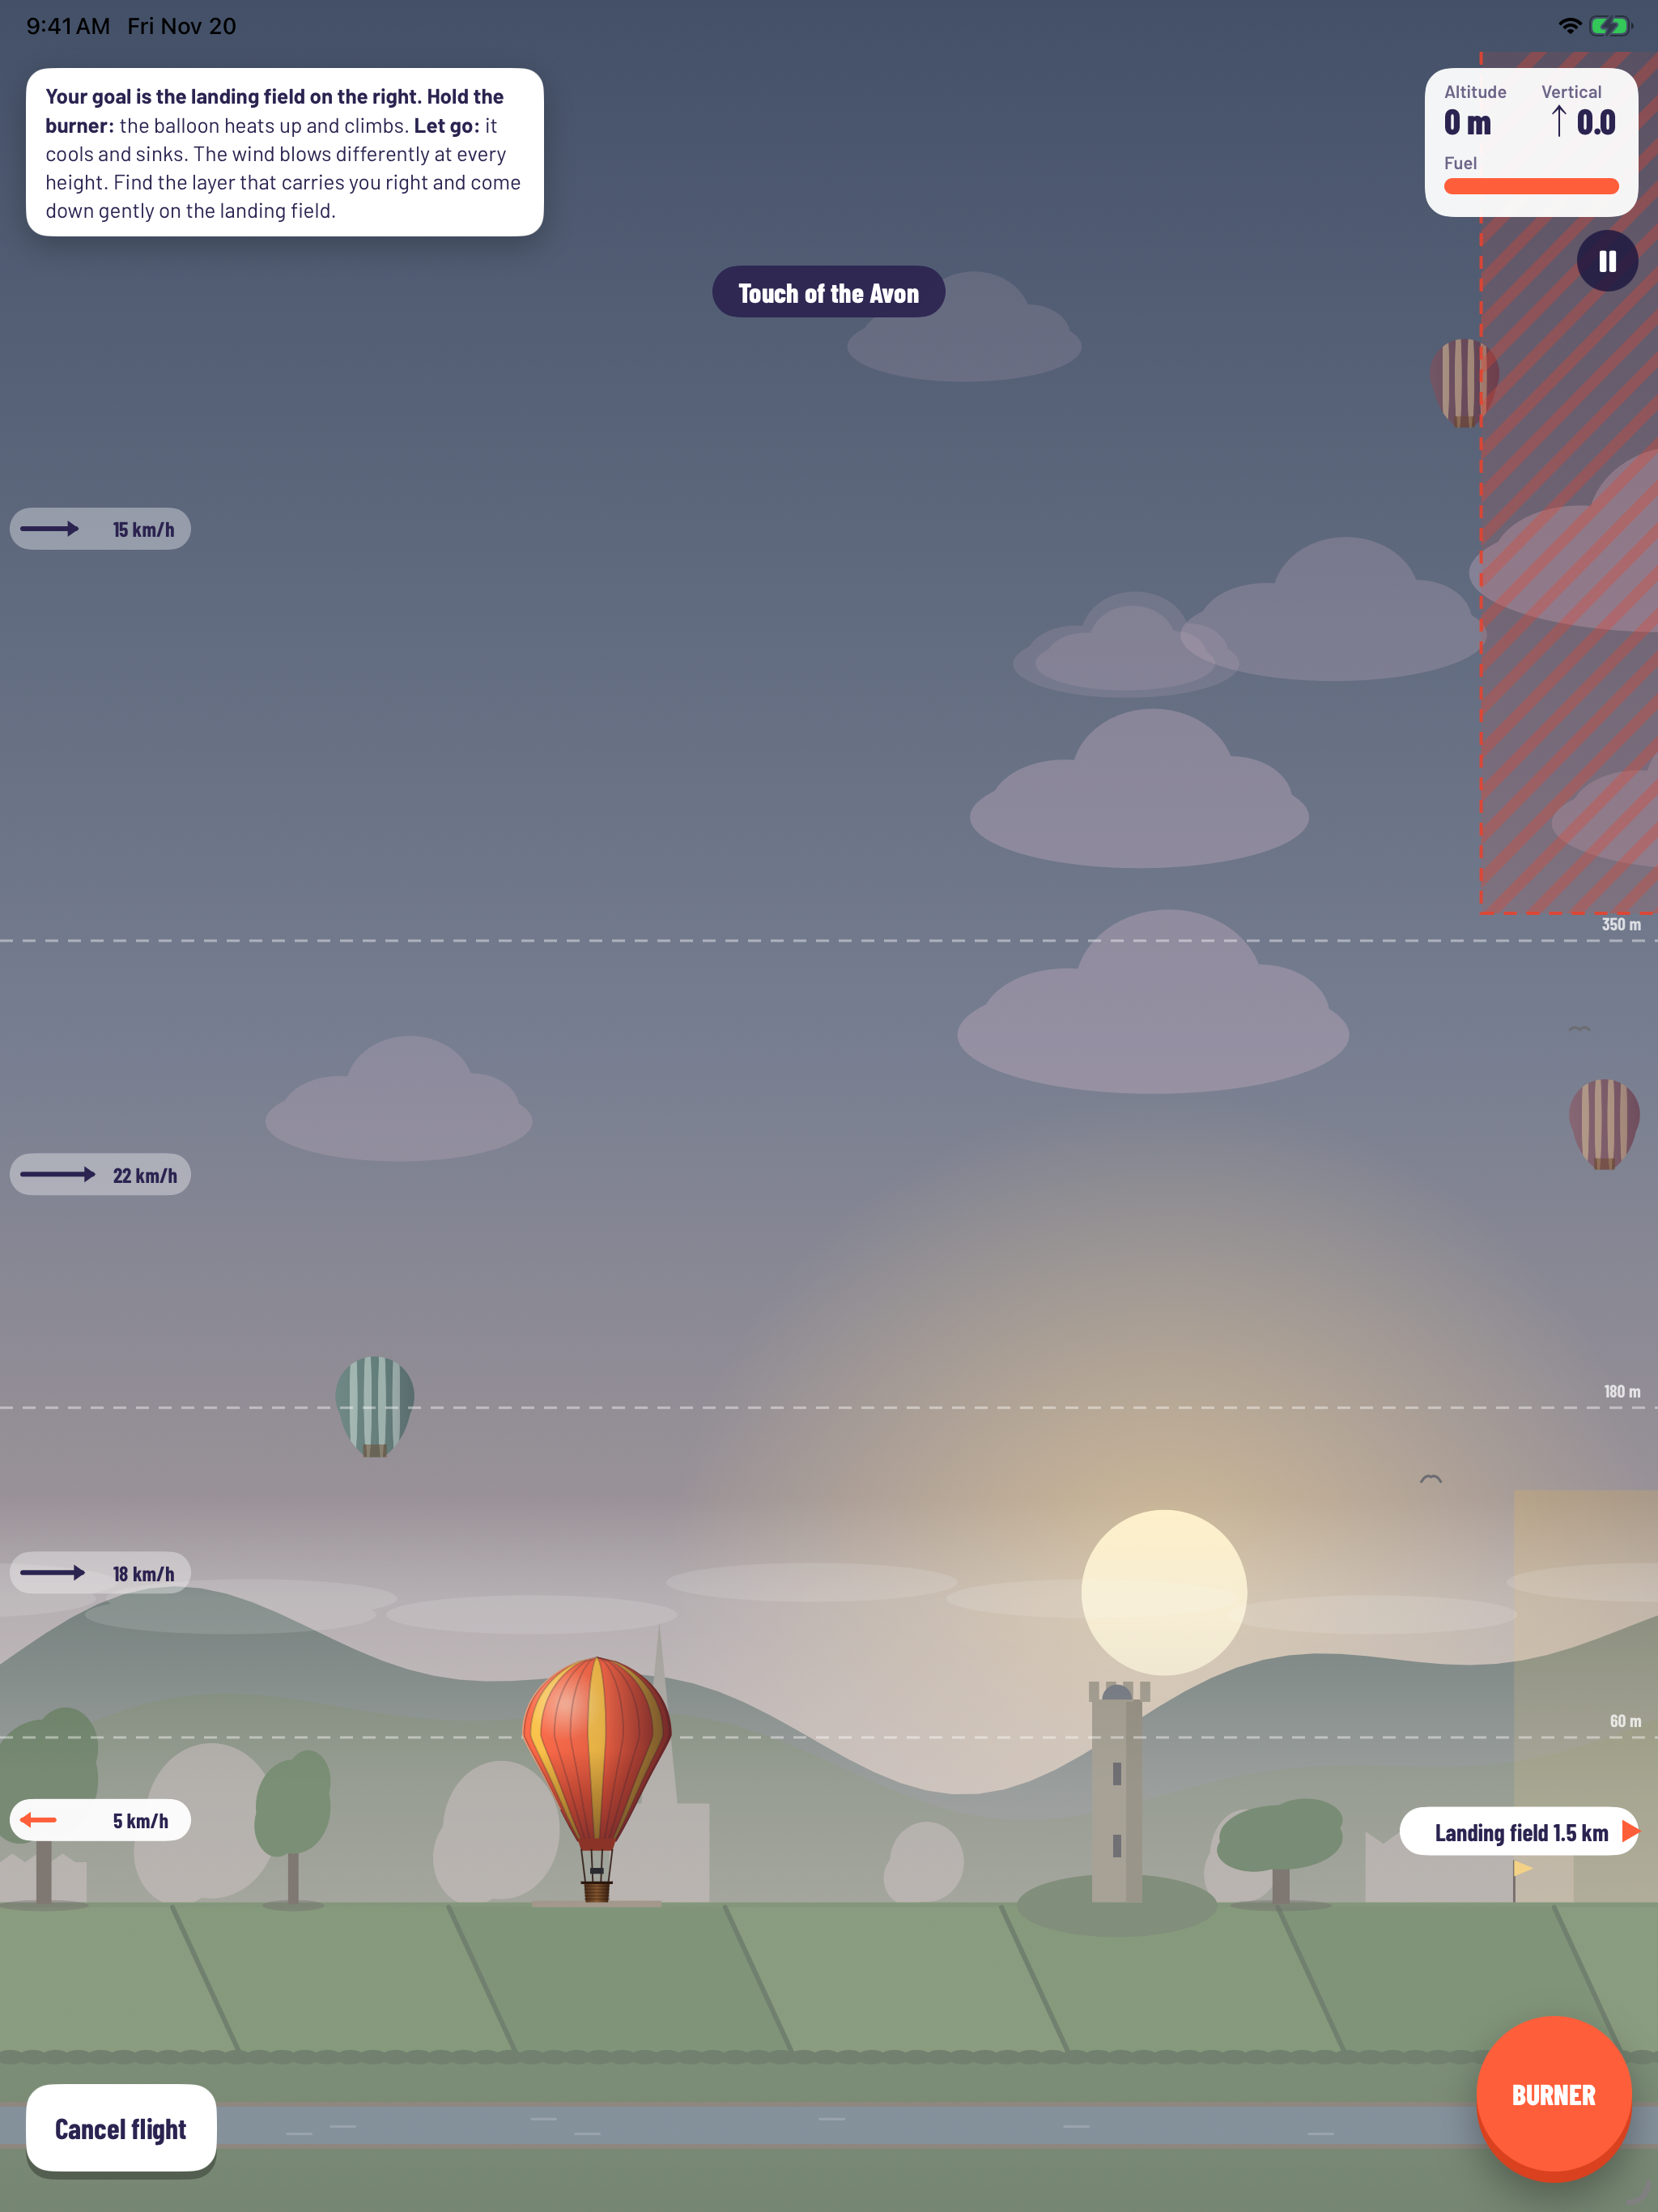 9:41 AM Fri Nov 20
Your goal is the landing field on the right. Hold the
burner: the balloon heats up and climbs. Let go: it
cools and sinks. The wind blows differently at every
height. Find the layer that carries you right and come
down gently on the landing field.
Altitude Vertical
0 m ↑ 0.0
Fuel
Touch of the Avon
15 km/h
350 m
22 km/h
180 m
18 km/h
60 m
5 km/h
Landing field 1.5 km
BURNER
Cancel flight